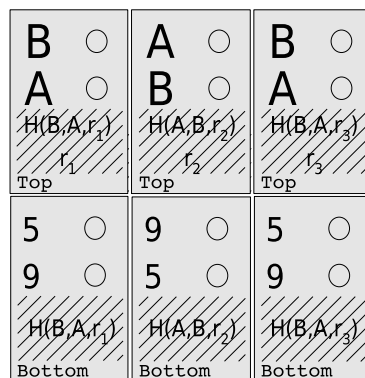 B A B
A B A
H(B,A,r₁) H(A,B,r₂) H(B,A,r₃)
r₁ r₂ r₃
Top Top Top
5 9 5
9 5 9
H(B,A,r₁) H(A,B,r₂) H(B,A,r₃)
Bottom Bottom Bottom